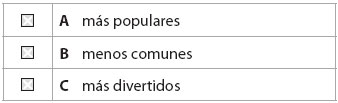 A más populares
B menos comunes
C más divertidos